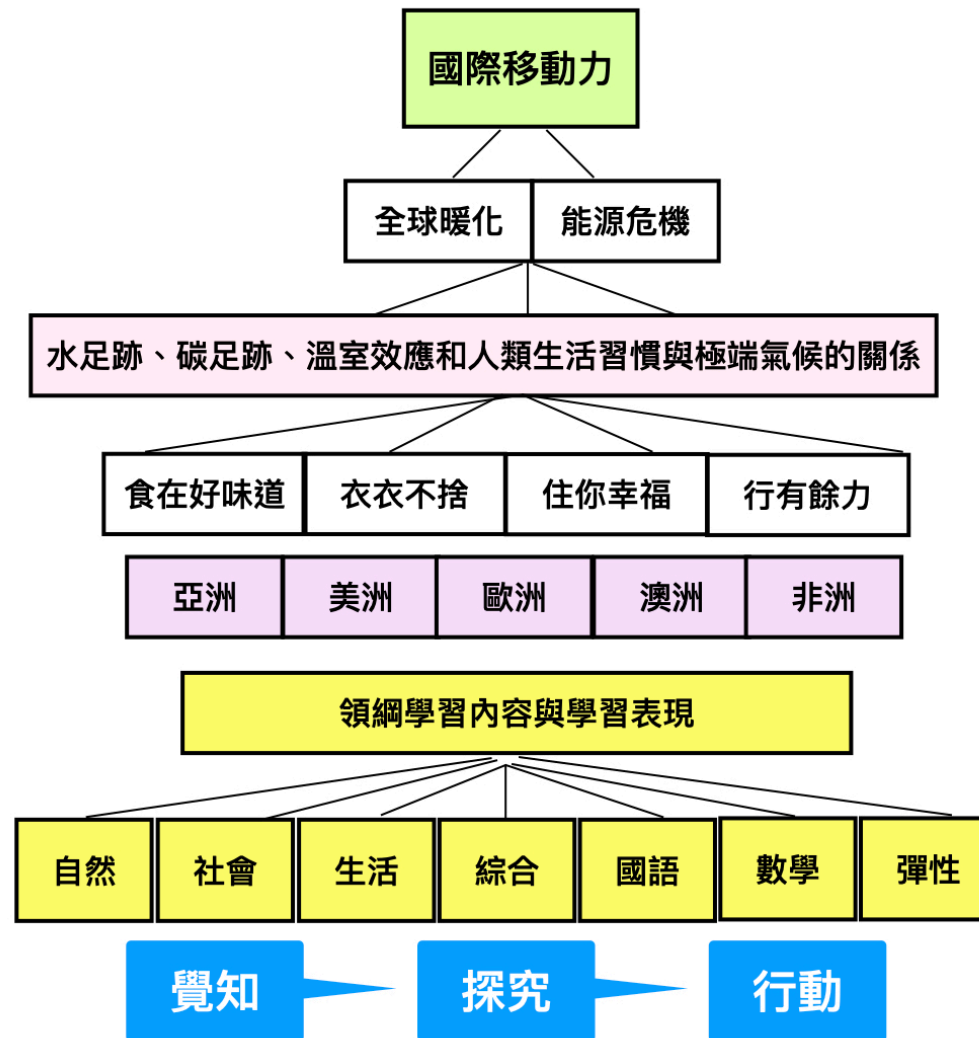 國際移動力
全球暖化 能源危機
水足跡、碳足跡、溫室效應和人類生活習慣與極端氣候的關係
食在好味道 衣衣不捨 住你幸福 行有餘力
亞洲 美洲 歐洲 澳洲 非洲
領綱學習內容與學習表現
自然 社會 生活 綜合 國語 數學 彈性
覺知 探究 行動